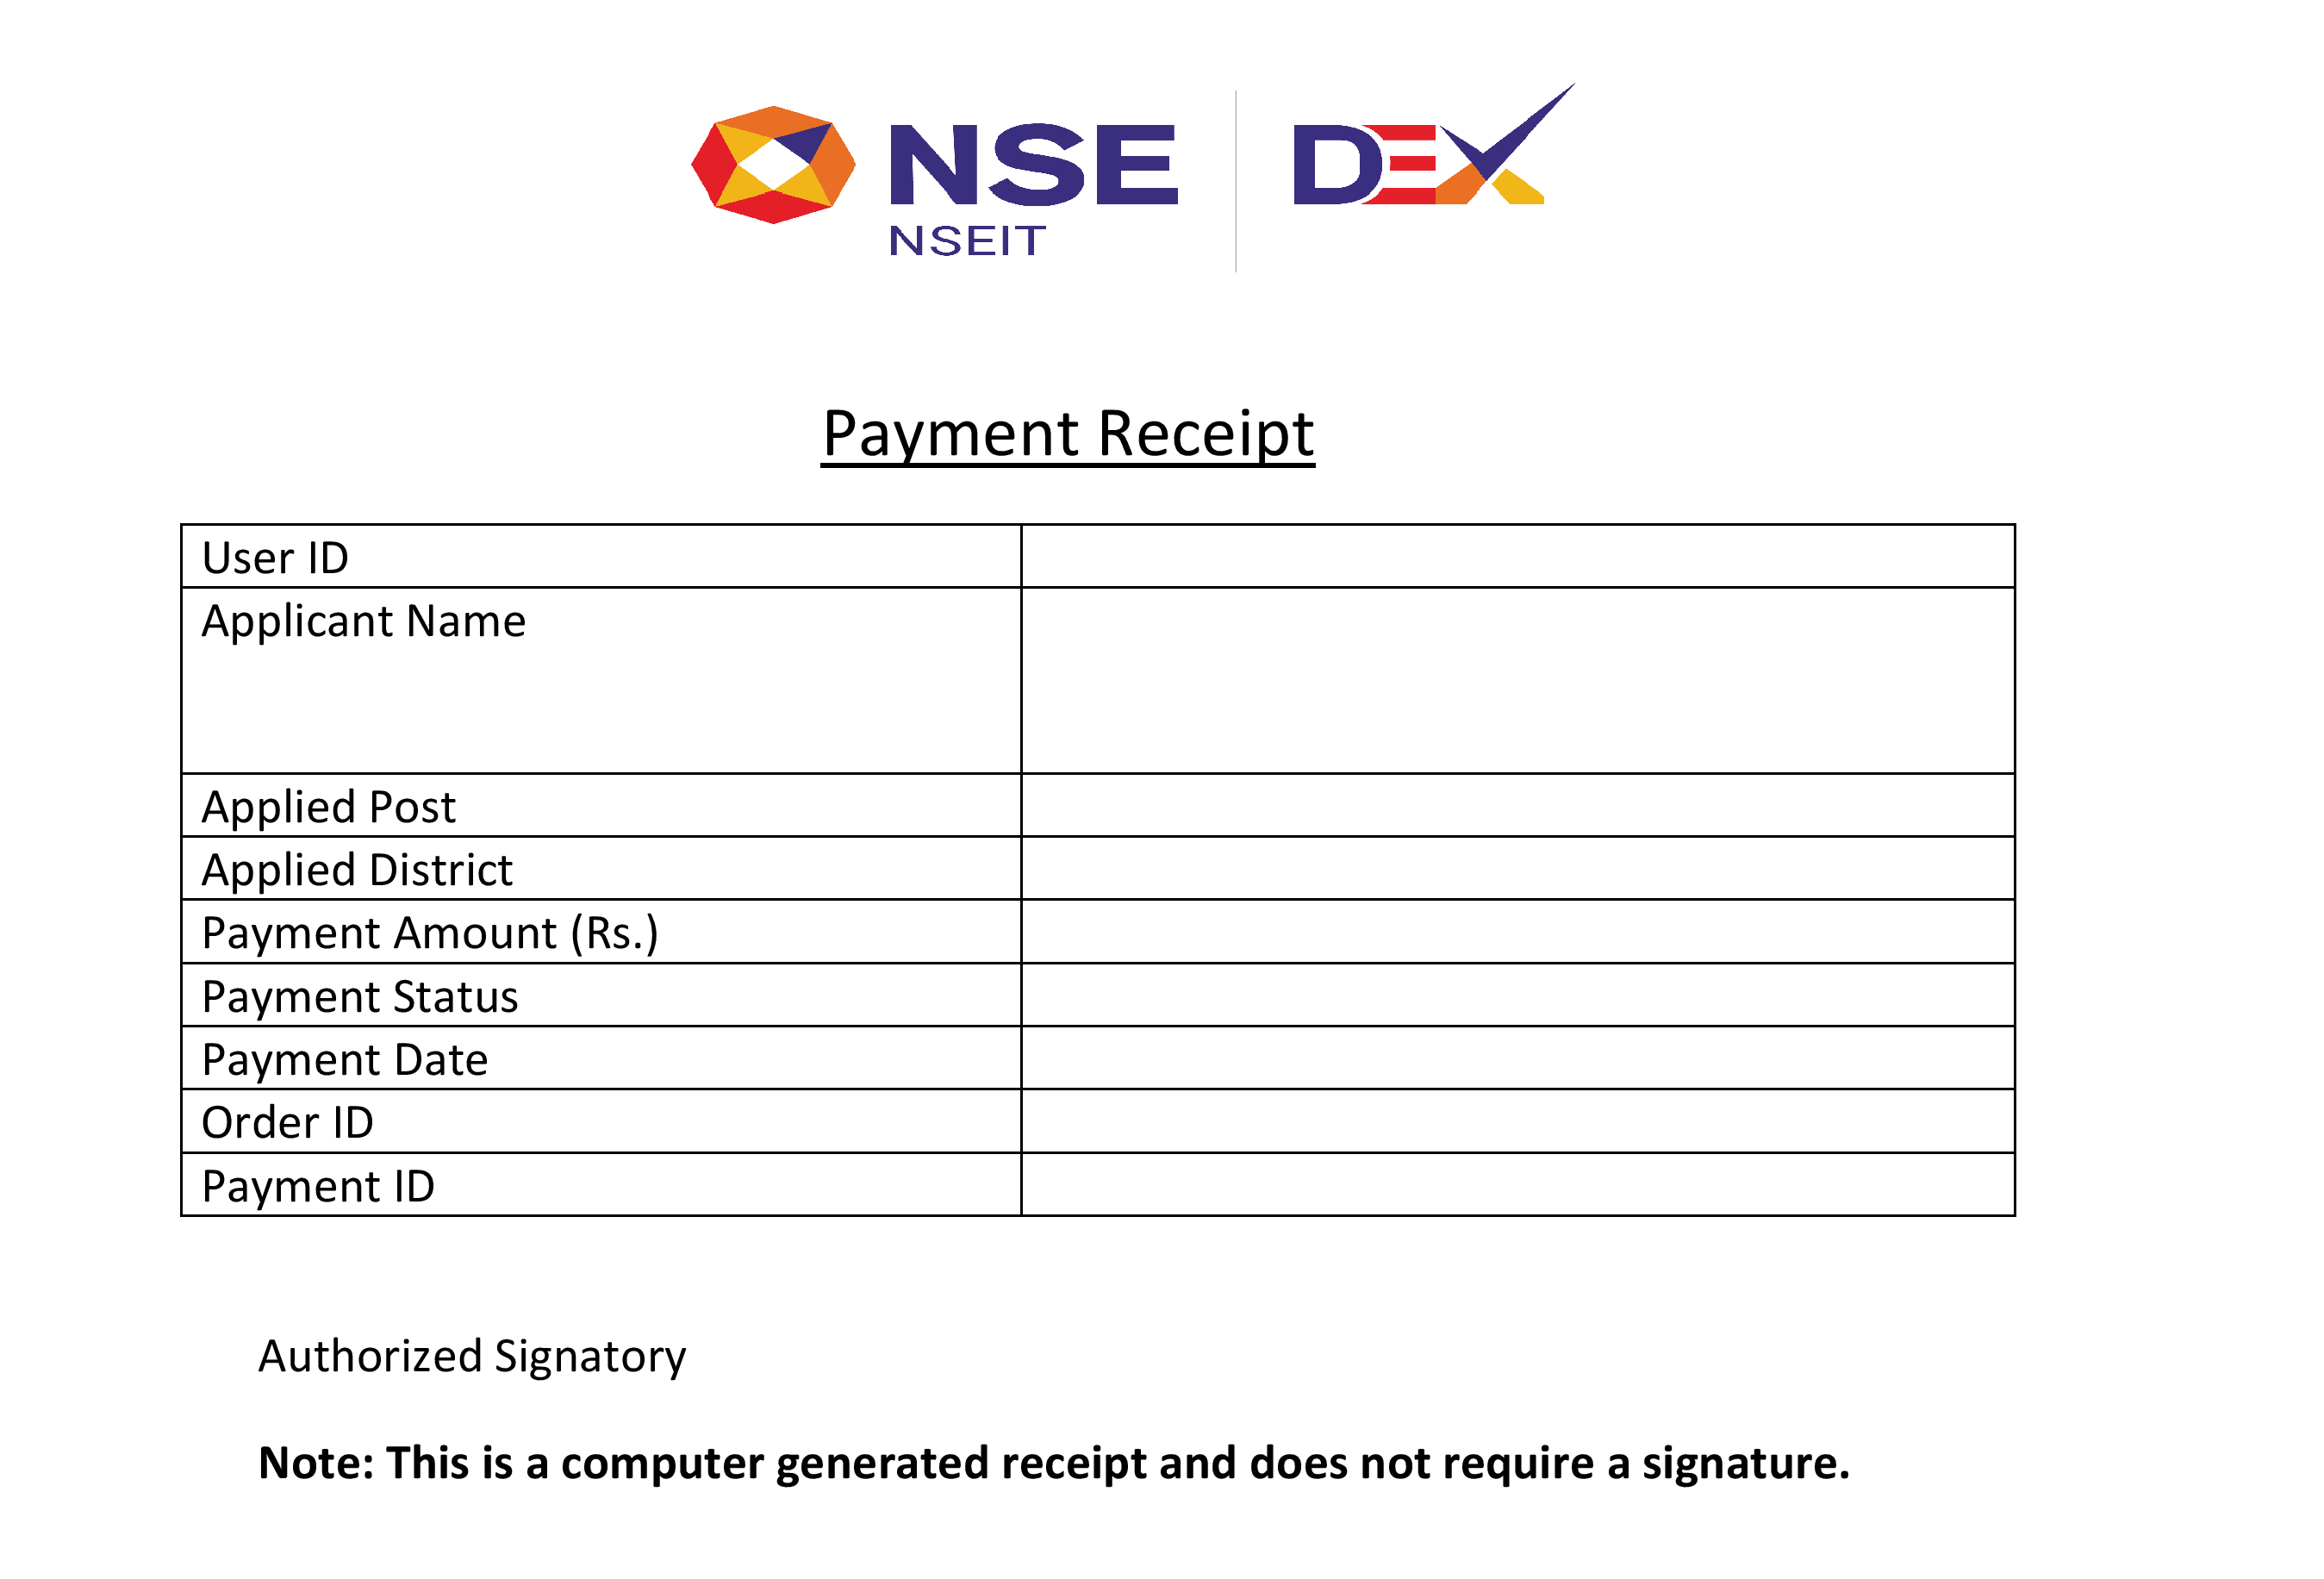 NSE
NSEIT
DEX
Payment Receipt
User ID
Applicant Name
Applied Post
Applied District
Payment Amount (Rs.)
Payment Status
Payment Date
Order ID
Payment ID
Authorized Signatory
Note: This is a computer generated receipt and does not require a signature.